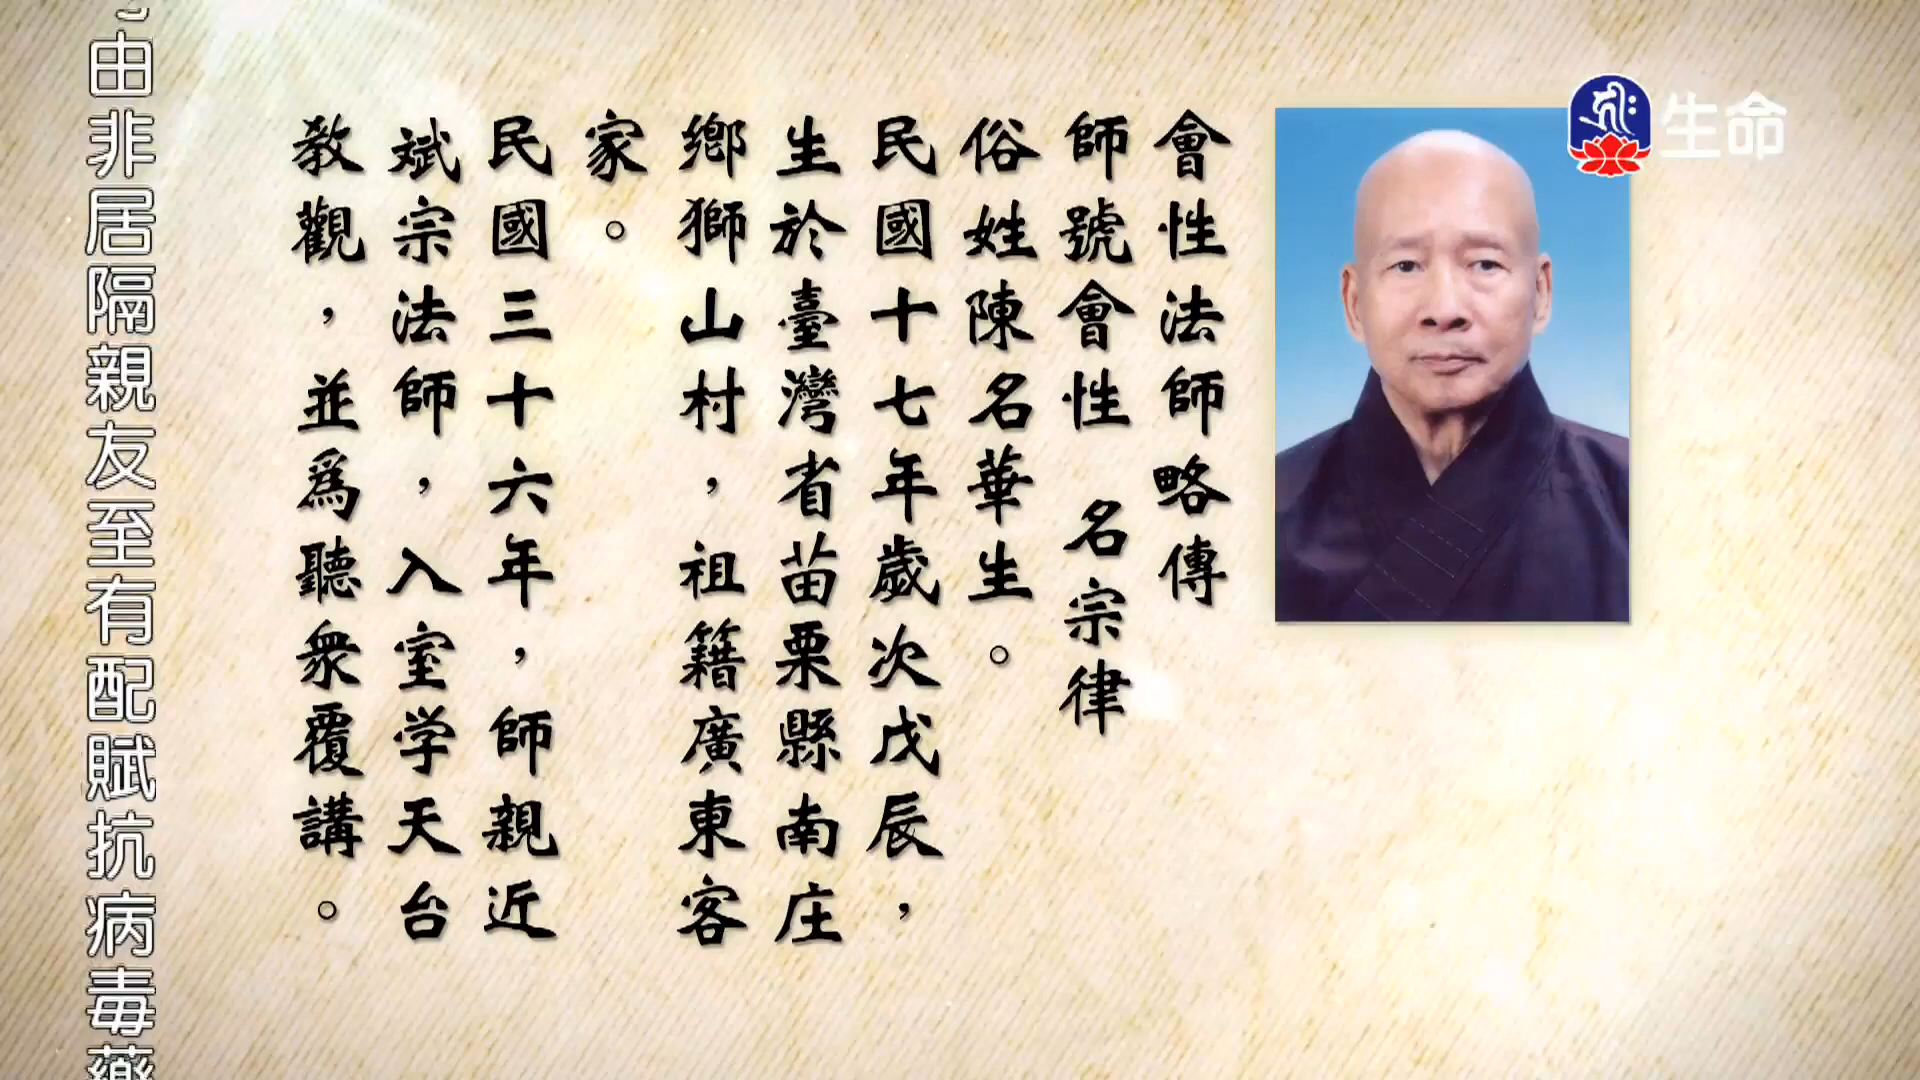 生命
會性法師略傳
師號會性 名宗律
俗姓陳名華生。
民國十七年歲次戊辰，
生於臺灣省苗栗縣南庄
鄉獅山村，祖籍廣東客
家。
民國三十六年，師親近
斌宗法師，入室学天台
教觀，並為聽衆覆講。
由非居隔親友至有配賦抗病毒藥